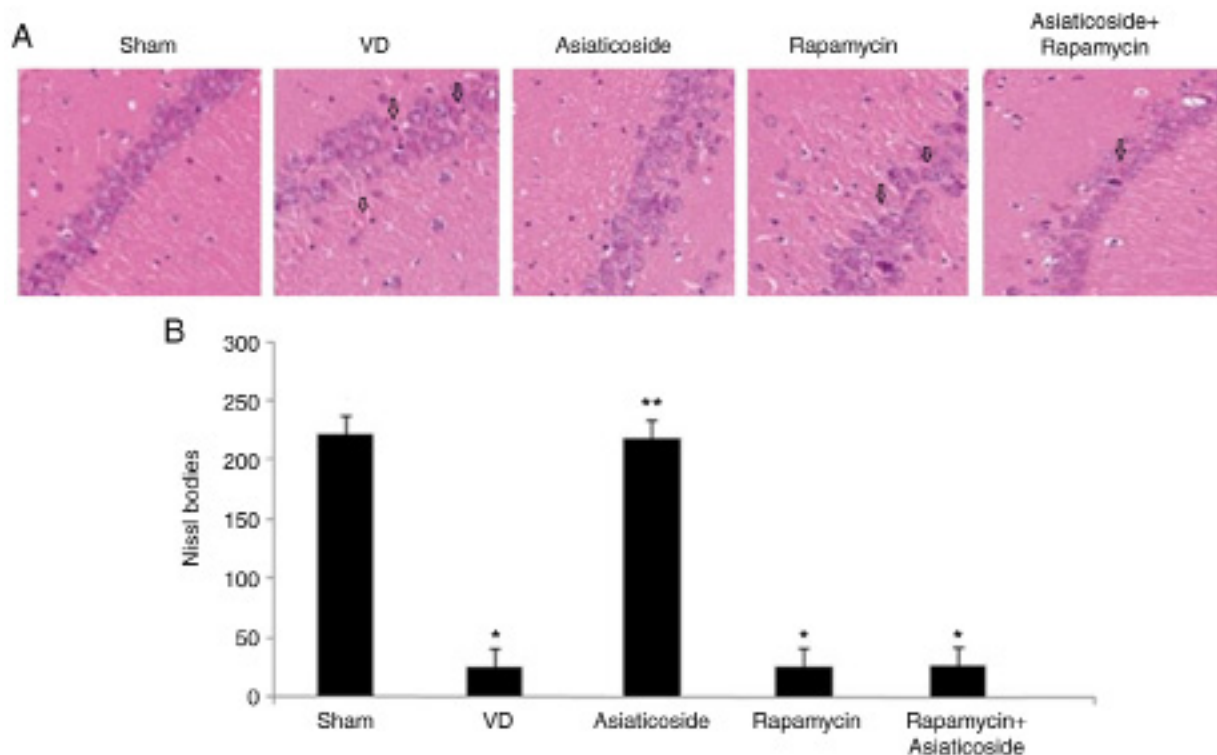 A
Sham
VD
Asiaticoside
Rapamycin
Asiaticoside+
Rapamycin
B
300
250
200
150
100
50
0
Nissl bodies
*
**
*
*
Sham
VD
Asiaticoside
Rapamycin
Rapamycin+
Asiaticoside